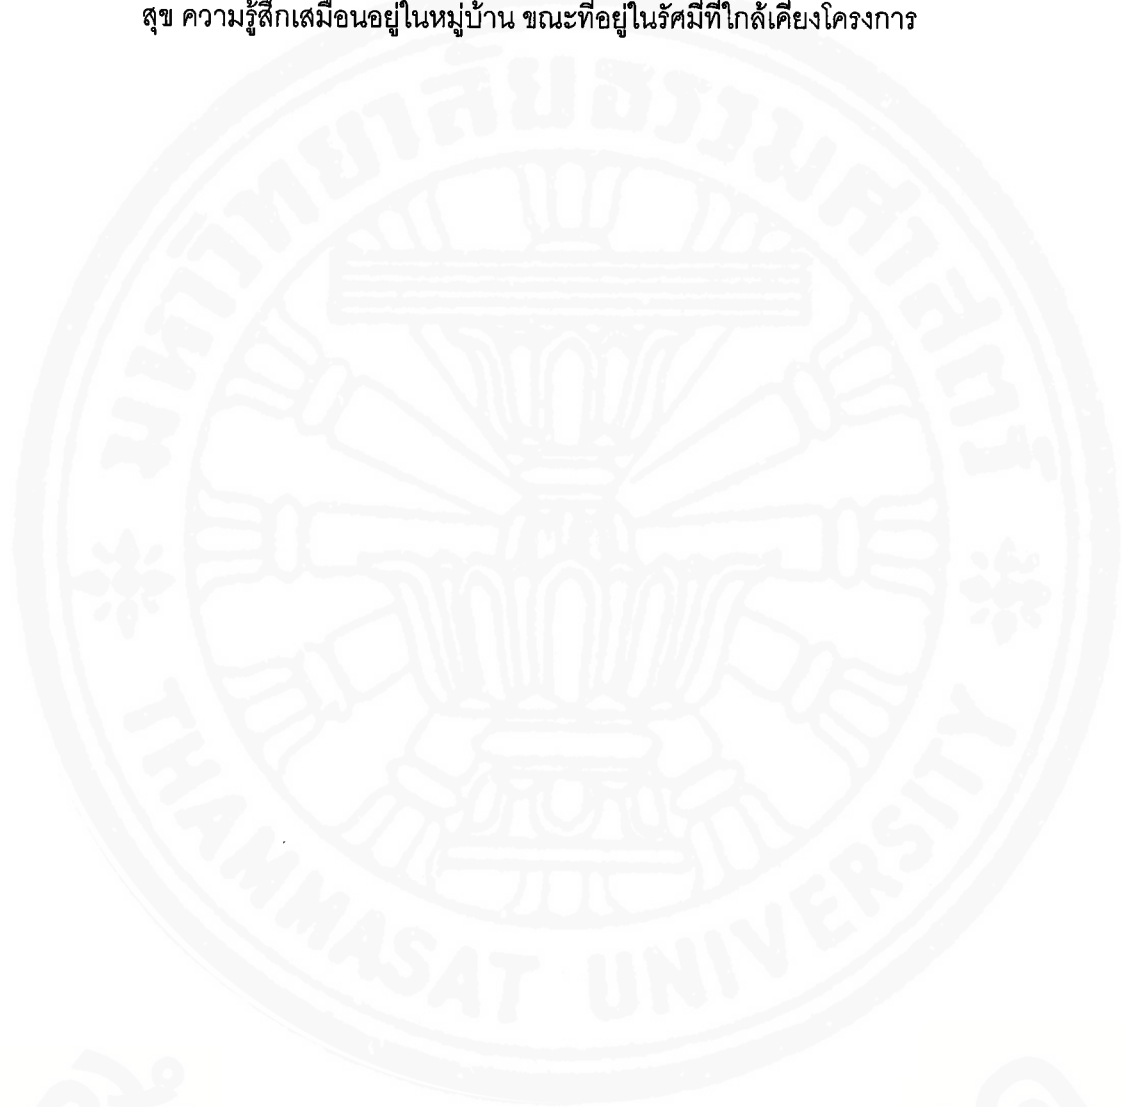 สุข ความรู้สึกเสมือนอยู่ในหมู่บ้าน ขณะที่อยู่ในรัศมีที่ใกล้เคียงโครงการ
มหาวิทยาลัยธรรมศาสตร์
THAMMASAT UNIVERSITY